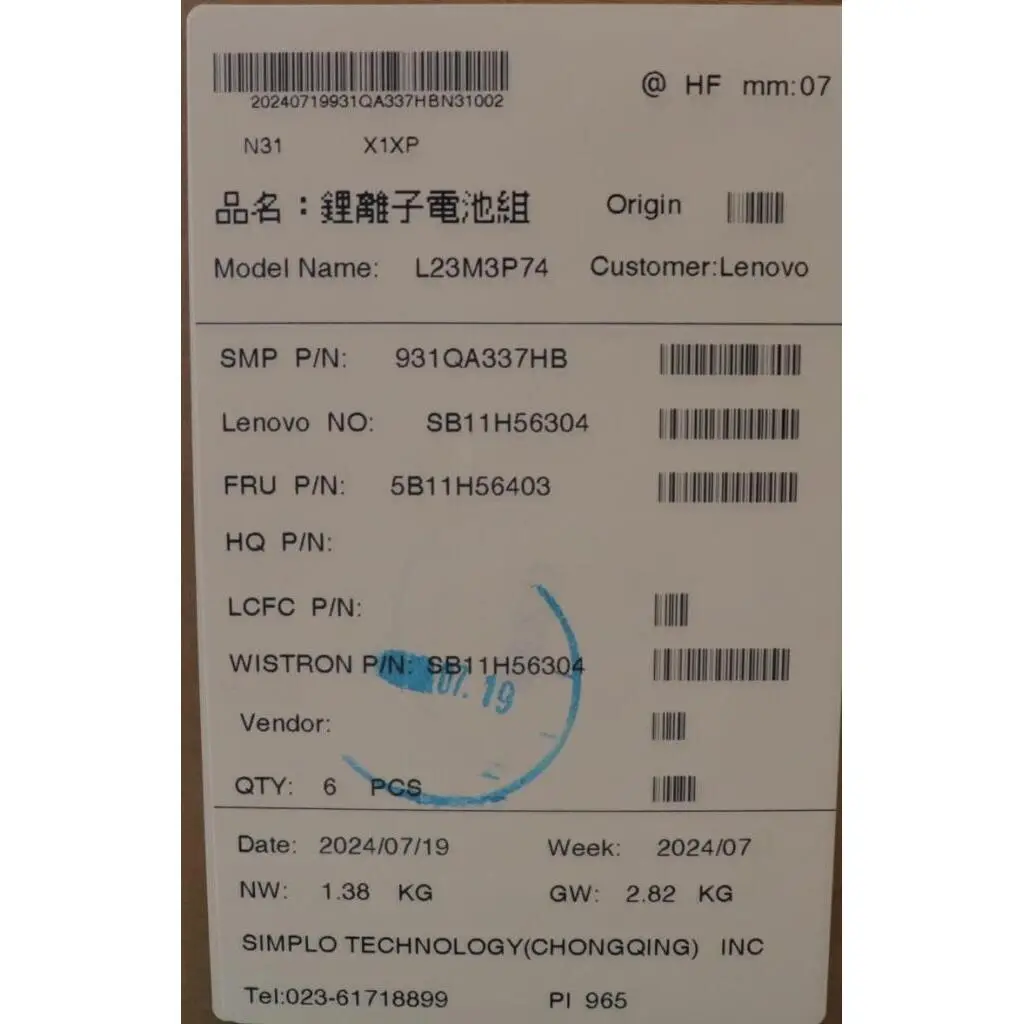 @ HF mm:07
20240719931QA337HBN31002
N31 X1XP
品名：鋰離子電池組 Origin
Model Name: L23M3P74 Customer:Lenovo
SMP P/N: 931QA337HB
Lenovo NO: SB11H56304
FRU P/N: 5B11H56403
HQ P/N:
LCFC P/N:
WISTRON P/N: SB11H56304
07. 19
Vendor:
QTY: 6 PCS
Date: 2024/07/19 Week: 2024/07
NW: 1.38 KG GW: 2.82 KG
SIMPLO TECHNOLOGY(CHONGQING) INC
Tel:023-61718899 PI 965